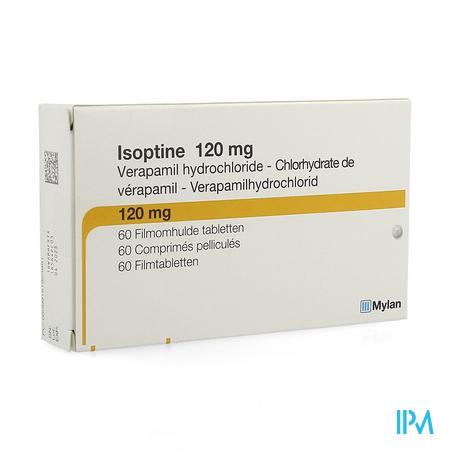 Isoptine 120 mg
Verapamil hydrochloride - Chlorhydrate de
vérapamil - Verapamilhydrochlorid
120 mg
60 Filmomhulde tabletten
60 Comprimés pelliculés
60 Filmtabletten
Mylan
IPM